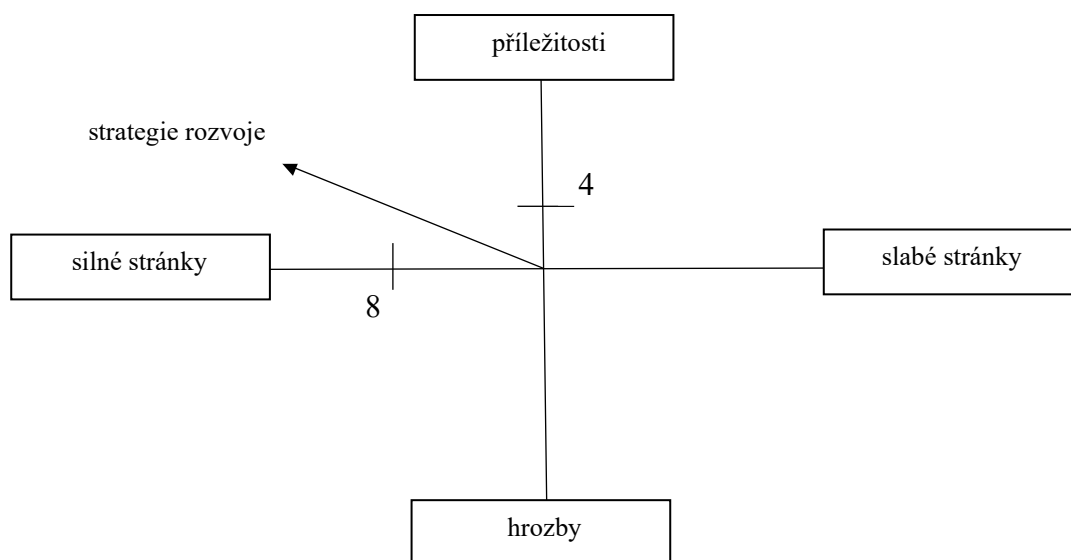 příležitosti
strategie rozvoje
4
silné stránky
slabé stránky
8
hrozby